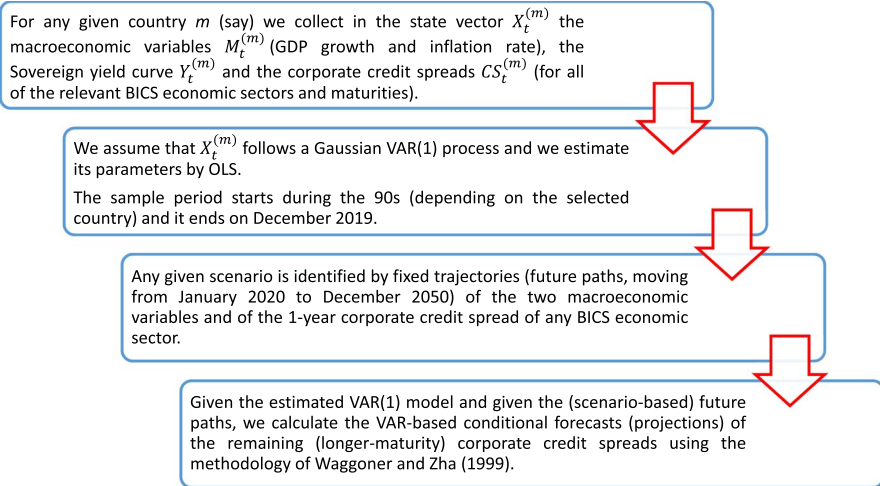 For any given country m (say) we collect in the state vector X_t^(m) the
macroeconomic variables M_t^(m) (GDP growth and inflation rate), the
Sovereign yield curve Y_t^(m) and the corporate credit spreads CS_t^(m) (for all
of the relevant BICS economic sectors and maturities).
We assume that X_t^(m) follows a Gaussian VAR(1) process and we estimate
its parameters by OLS.
The sample period starts during the 90s (depending on the selected
country) and it ends on December 2019.
Any given scenario is identified by fixed trajectories (future paths, moving
from January 2020 to December 2050) of the two macroeconomic
variables and of the 1-year corporate credit spread of any BICS economic
sector.
Given the estimated VAR(1) model and given the (scenario-based) future
paths, we calculate the VAR-based conditional forecasts (projections) of
the remaining (longer-maturity) corporate credit spreads using the
methodology of Waggoner and Zha (1999).